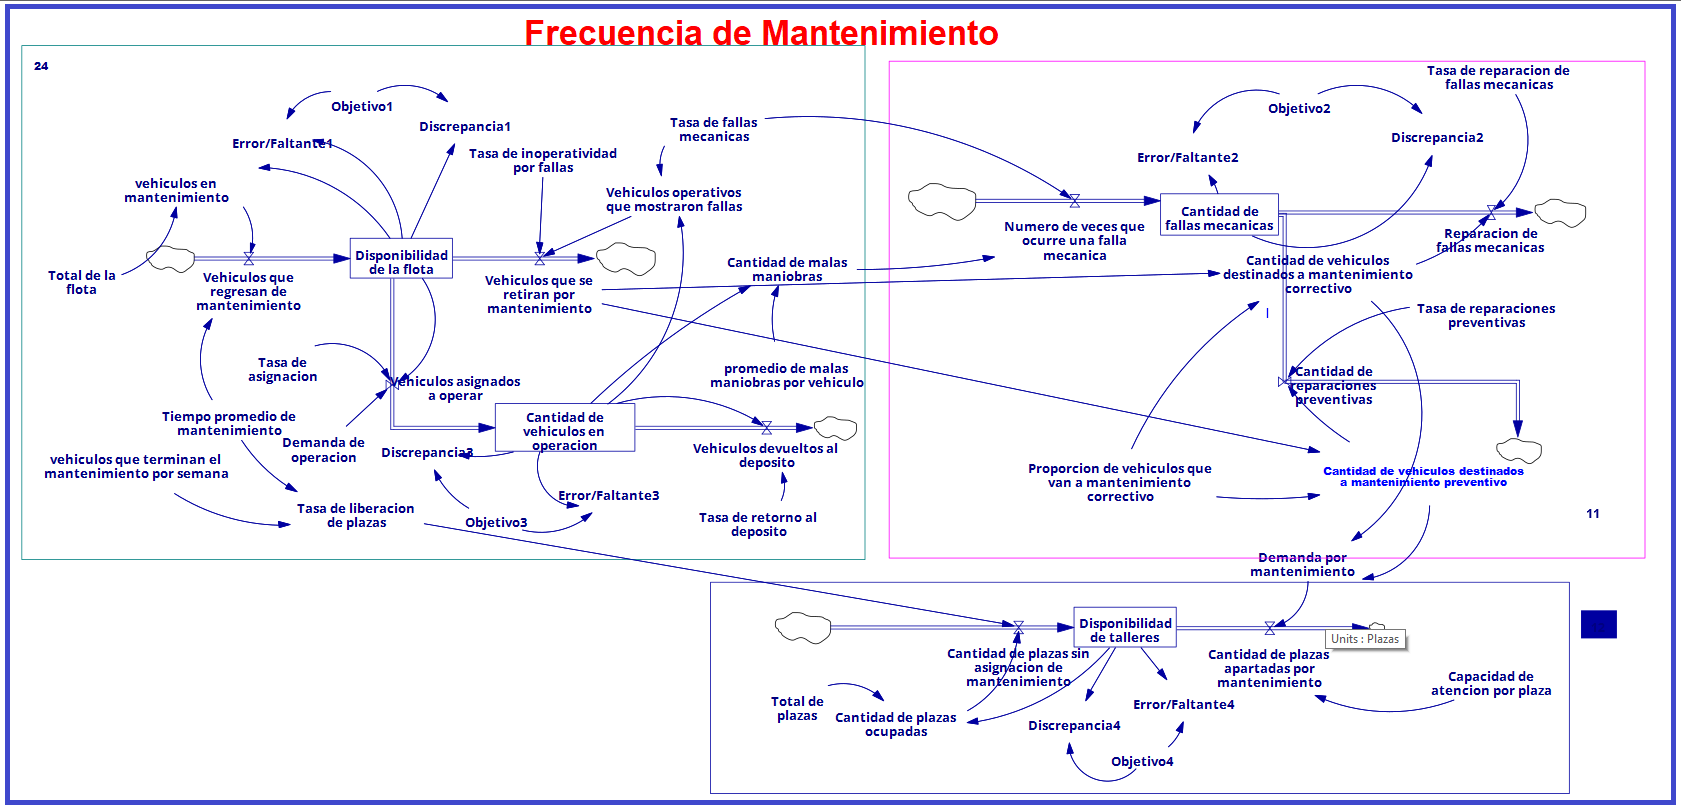 Frecuencia de Mantenimiento
24
Objetivo1
Discrepancia1
Error/Faltante1
Tasa de inoperatividad
por fallas
Tasa de fallas
mecanicas
vehiculos en
mantenimiento
Vehiculos operativos
que mostraron fallas
Disponibilidad
de la flota
Total de la
flota
Vehiculos que
regresan de
mantenimiento
Vehiculos que se
retiran por
mantenimiento
Cantidad de malas
maniobras
Tasa de
asignacion
Vehiculos asignados
a operar
promedio de malas
maniobras por vehiculo
Tiempo promedio de
mantenimiento
Demanda de
operacion
Cantidad de
vehiculos en
operacion
Discrepancia3
Vehiculos devueltos al
deposito
vehiculos que terminan el
mantenimiento por semana
Error/Faltante3
Tasa de liberacion
de plazas
Objetivo3
Tasa de retorno al
deposito
Tasa de reparacion de
fallas mecanicas
Objetivo2
Discrepancia2
Error/Faltante2
Cantidad de
fallas mecanicas
Numero de veces que
ocurre una falla
mecanica
Reparacion de
fallas mecanicas
Cantidad de vehiculos
destinados a mantenimiento
correctivo
Tasa de reparaciones
preventivas
Cantidad de
reparaciones
preventivas
Proporcion de vehiculos que
van a mantenimiento
correctivo
Cantidad de vehiculos destinados
a mantenimiento preventivo
11
Demanda por
mantenimiento
Disponibilidad
de talleres
Units : Plazas
Cantidad de plazas sin
asignacion de
mantenimiento
Cantidad de plazas
apartadas por
mantenimiento
Capacidad de
atencion por plaza
Total de
plazas
Cantidad de plazas
ocupadas
Error/Faltante4
Discrepancia4
Objetivo4